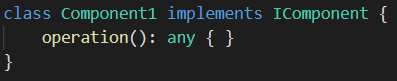 class Component1 implements IComponent {
    operation(): any { }
}